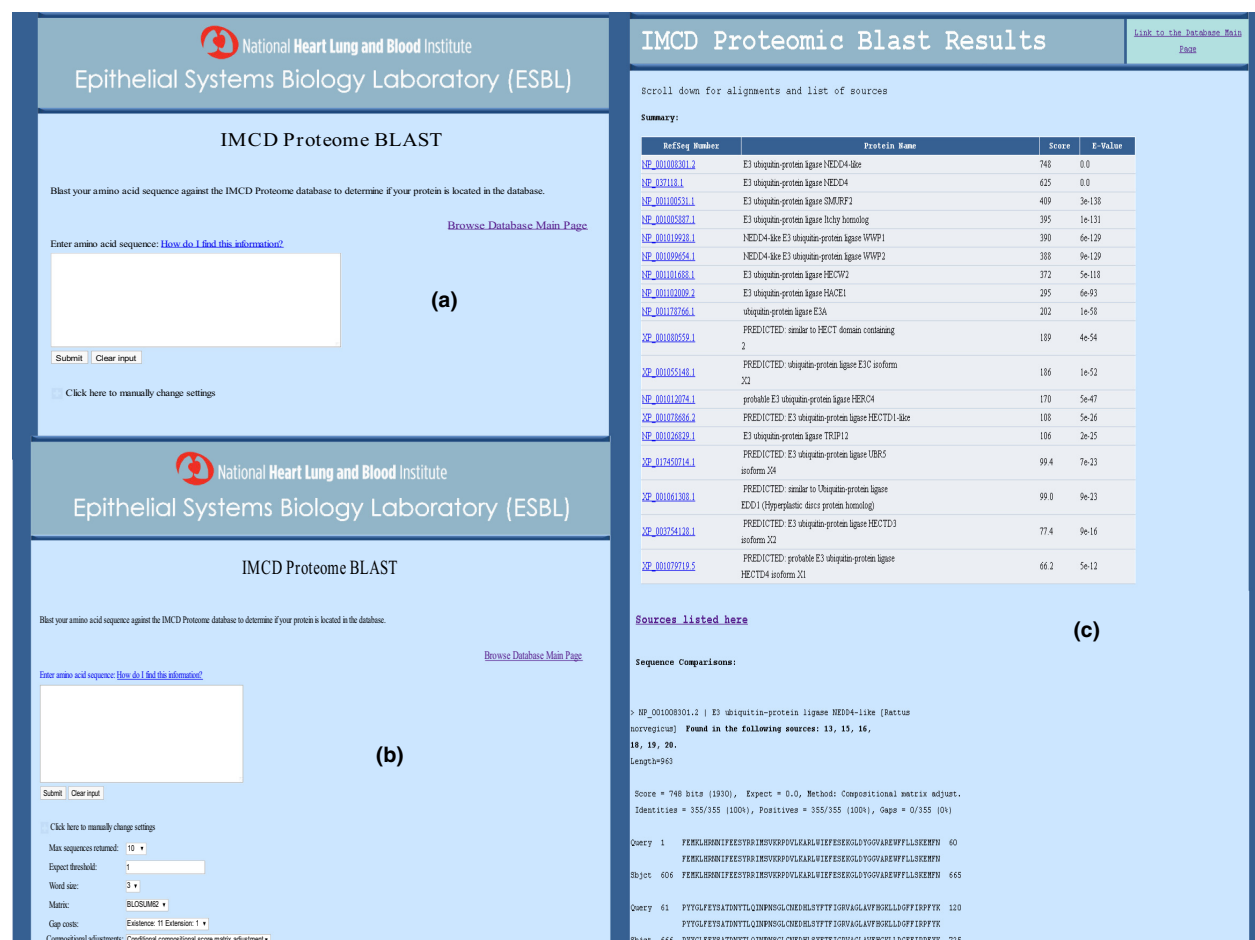 National Heart Lung and Blood Institute
Epithelial Systems Biology Laboratory (ESBL)
IMCD Proteome BLAST
Blast your amino acid sequence against the IMCD Proteome database to determine if your protein is located in the database.
Browse Database Main Page
Enter amino acid sequence: How do I find this information?
(a)
Submit Clear input
Click here to manually change settings
National Heart Lung and Blood Institute
Epithelial Systems Biology Laboratory (ESBL)
IMCD Proteome BLAST
Blast your amino acid sequence against the IMCD Proteome database to determine if your protein is located in the database.
Browse Database Main Page
Enter amino acid sequence: How do I find this information?
(b)
Submit Clear input
Click here to manually change settings
Max sequences returned: 10
Expect threshold: 1
Word size: 3
Matrix: BLOSUM62
Gap costs: Existence: 11 Extension: 1
Compositional adjustments: Conditional compositional score matrix adjustment
IMCD Proteomic Blast Results
Link to the Database Main
Page
Scroll down for alignments and list of sources
Summary:
RefSeq Number Protein Name Score E-Value
NP_001008301.2 E3 ubiquitin-protein ligase NEDD4-like 748 0.0
NP_037118.1 E3 ubiquitin-protein ligase NEDD4 625 0.0
NP_001100531.1 E3 ubiquitin-protein ligase SMURF2 409 3e-138
NP_001005887.1 E3 ubiquitin-protein ligase Itchy homolog 395 1e-131
NP_001019928.1 NEDD4-like E3 ubiquitin-protein ligase WWP1 390 6e-129
NP_001099654.1 NEDD4-like E3 ubiquitin-protein ligase WWP2 388 9e-129
NP_001101688.1 E3 ubiquitin-protein ligase HECW2 372 5e-118
NP_001102009.2 E3 ubiquitin-protein ligase HACE1 295 6e-93
NP_001178766.1 ubiquitin-protein ligase E3A 202 1e-58
XP_001080559.1 PREDICTED: similar to HECT domain containing
2 189 4e-54
XP_001055148.1 PREDICTED: ubiquitin-protein ligase E3C isoform
X2 186 1e-52
NP_001012074.1 probable E3 ubiquitin-protein ligase HERC4 170 5e-47
XP_001078686.2 PREDICTED: E3 ubiquitin-protein ligase HECTD1-like 108 5e-26
NP_001026829.1 E3 ubiquitin-protein ligase TRIP12 106 2e-25
XP_017450714.1 PREDICTED: E3 ubiquitin-protein ligase UBR5
isoform X4 99.4 7e-23
XP_001061308.1 PREDICTED: similar to Ubiquitin-protein ligase
EDD1 (Hyperplastic discs protein homolog) 99.0 9e-23
XP_003754128.1 PREDICTED: E3 ubiquitin-protein ligase HECTD3
isoform X2 77.4 9e-16
XP_001079719.5 PREDICTED: probable E3 ubiquitin-protein ligase
HECTD4 isoform X1 66.2 5e-12
Sources listed here
(c)
Sequence Comparisons:
> NP_001008301.2 | E3 ubiquitin-protein ligase NEDD4-like [Rattus
norvegicus] Found in the following sources: 13, 15, 16,
18, 19, 20.
Length=963
Score = 748 bits (1930), Expect = 0.0, Method: Compositional matrix adjust.
Identities = 355/355 (100%), Positives = 355/355 (100%), Gaps = 0/355 (0%)
Query 1 FEMKLHRNNIFEESYRRIMSVKRPDVLKARLWIEFESEKGLDYGGVAREWFFLLSKEMFN 60
FEMKLHRNNIFEESYRRIMSVKRPDVLKARLWIEFESEKGLDYGGVAREWFFLLSKEMFN
Sbjct 606 FEMKLHRNNIFEESYRRIMSVKRPDVLKARLWIEFESEKGLDYGGVAREWFFLLSKEMFN 665
Query 61 PYYGLFEYSATDNYTLQINPNSGLCNEDHLSYFTFIGRVAGLAVFHGKLLDGFFIRPFYK 120
PYYGLFEYSATDNYTLQINPNSGLCNEDHLSYFTFIGRVAGLAVFHGKLLDGFFIRPFYK
Sbjct 666 PYYGLFEYSATDNYTLQINPNSGLCNEDHLSYFTFIGRVAGLAVFHGKLLDGFFIRPFYK 725